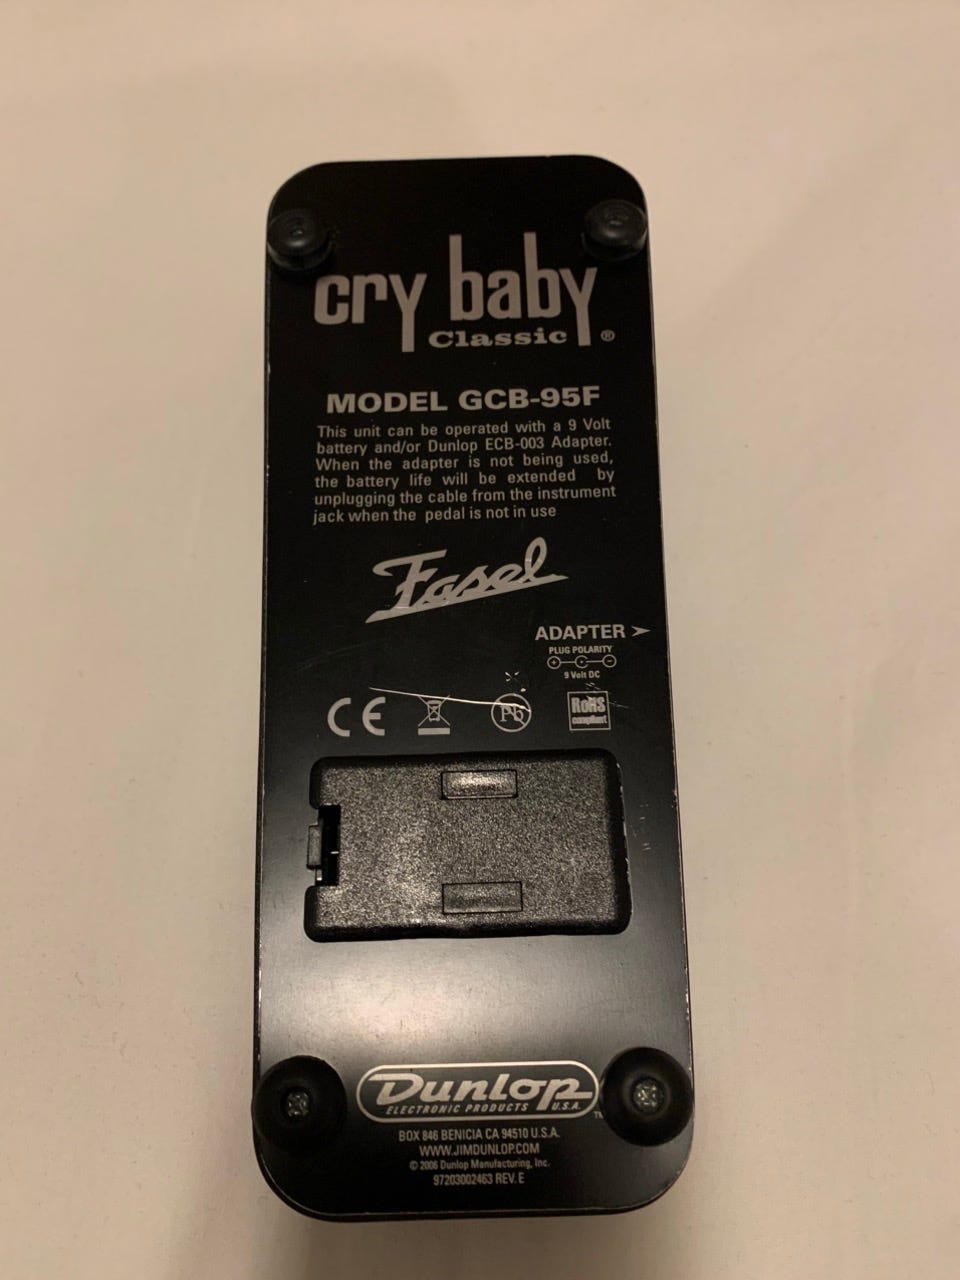 cry baby
Classic ®
MODEL GCB-95F
This unit can be operated with a 9 Volt
battery and/or Dunlop ECB-003 Adapter.
When the adapter is not being used,
the battery life will be extended by
unplugging the cable from the instrument
jack when the pedal is not in use
Fasel
ADAPTER ➤
PLUG POLARITY
9 Volt DC
CE Pb RoHS
compliant
DUNLOP
ELECTRONIC PRODUCTS U.S.A. ™
BOX 846 BENICIA CA 94510 U.S.A.
WWW.JIMDUNLOP.COM
© 2006 Dunlop Manufacturing, Inc.
97203002463 REV. E